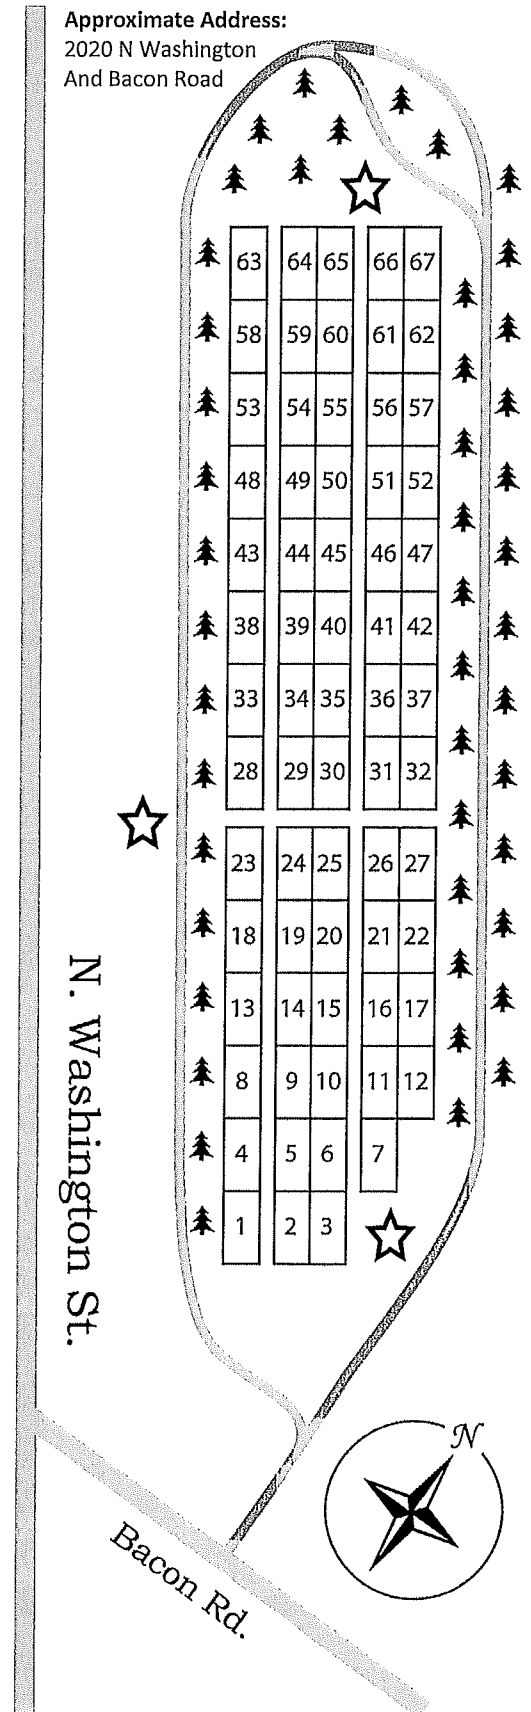 Approximate Address:
2020 N Washington
And Bacon Road
63 64 65 66 67
58 59 60 61 62
53 54 55 56 57
48 49 50 51 52
43 44 45 46 47
38 39 40 41 42
33 34 35 36 37
28 29 30 31 32
23 24 25 26 27
18 19 20 21 22
13 14 15 16 17
8 9 10 11 12
4 5 6 7
1 2 3
N. Washington St.
N
Bacon Rd.